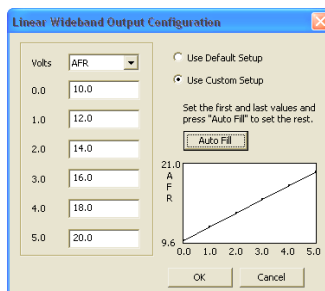 Linear Wideband Output Configuration
Volts AFR
0.0 10.0
1.0 12.0
2.0 14.0
3.0 16.0
4.0 18.0
5.0 20.0
Use Default Setup
Use Custom Setup
Set the first and last values and
press "Auto Fill" to set the rest.
Auto Fill
21.0
A
F
R
9.6
0.0 1.0 2.0 3.0 4.0 5.0
OK Cancel